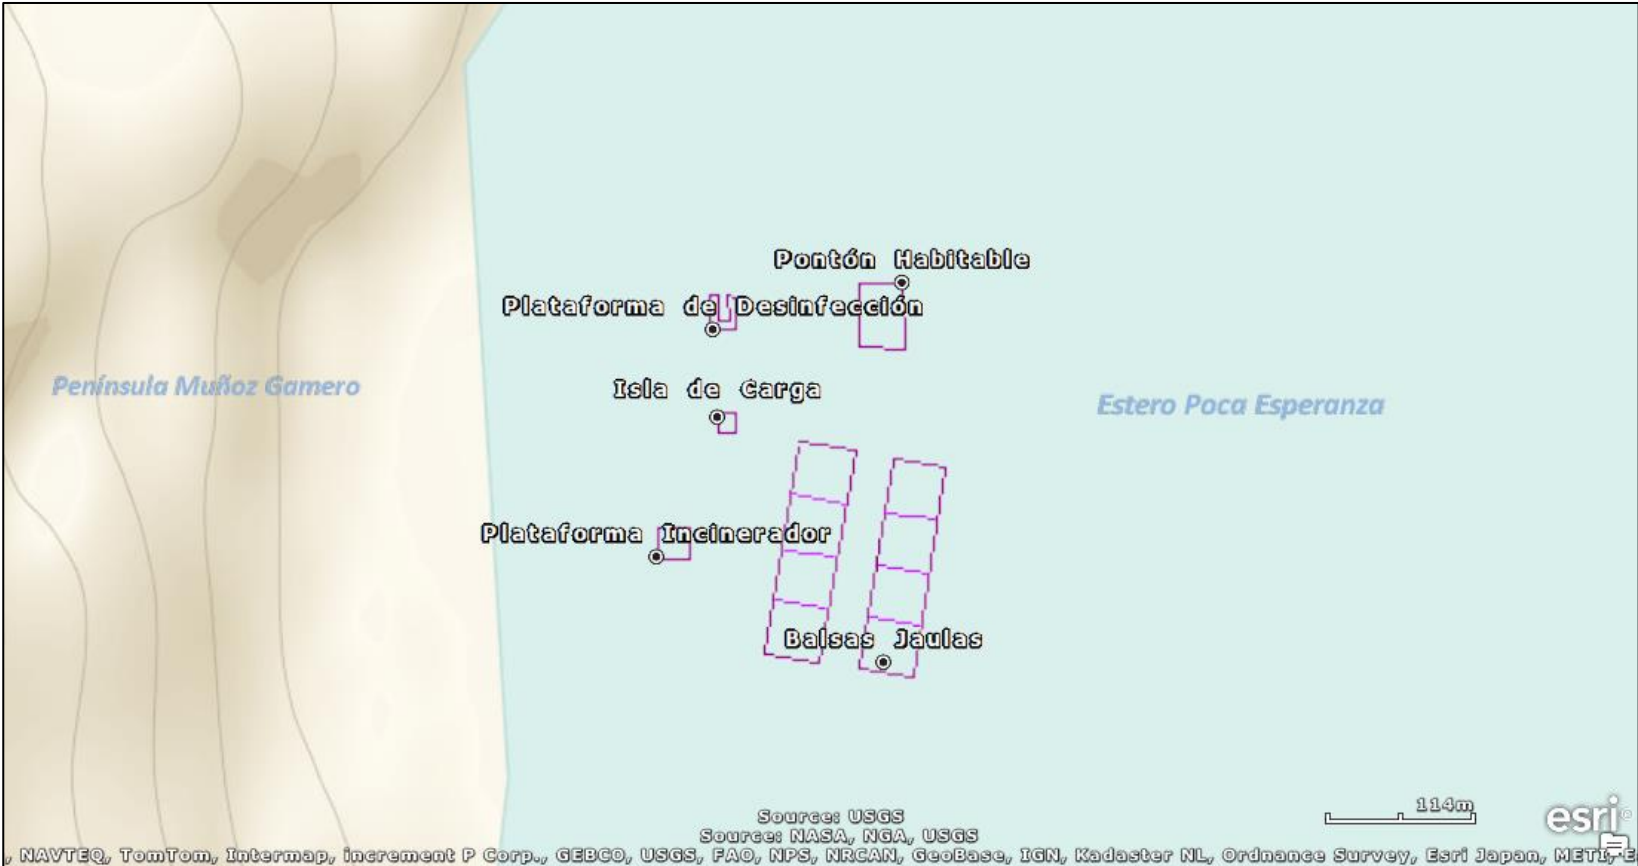 Pontón Habitable
Plataforma de Desinfección
Península Muñoz Gamero
Isla de Carga
Estero Poca Esperanza
Plataforma Incinerador
Balsas Jaulas
114m
esri
Source: USGS
Source: NASA, NGA, USGS
, NAVTEQ, TomTom, Intermap, increment P Corp., GEBCO, USGS, FAO, NPS, NRCAN, GeoBase, IGN, Kadaster NL, Ordnance Survey, Esri Japan,